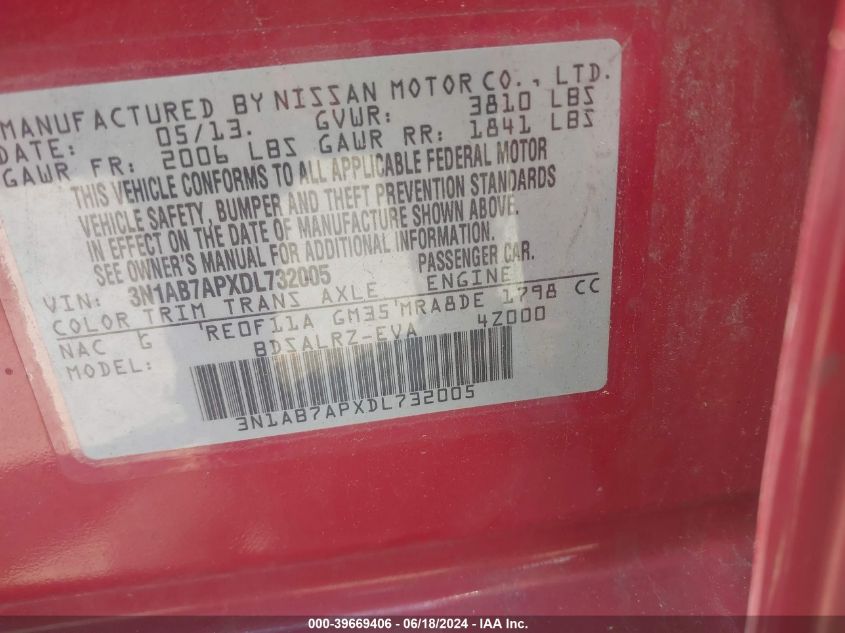 MANUFACTURED BY NISSAN MOTOR CO., LTD.
DATE: 05/13. GVWR: 3810 LBS
GAWR FR: 2006 LBS GAWR RR: 1841 LBS
THIS VEHICLE CONFORMS TO ALL APPLICABLE FEDERAL MOTOR
VEHICLE SAFETY, BUMPER AND THEFT PREVENTION STANDARDS
IN EFFECT ON THE DATE OF MANUFACTURE SHOWN ABOVE.
SEE OWNER'S MANUAL FOR ADDITIONAL INFORMATION.
VIN: 3N1AB7APXDL732005 PASSENGER CAR.
COLOR TRIM TRANS AXLE ENGINE
NAC G RE0F11A GM35 MRA8DE 1798 CC
MODEL: BDSALRZ-EVA 4Z000
3N1AB7APXDL732005
000-39669406 - 06/18/2024 - IAA Inc.